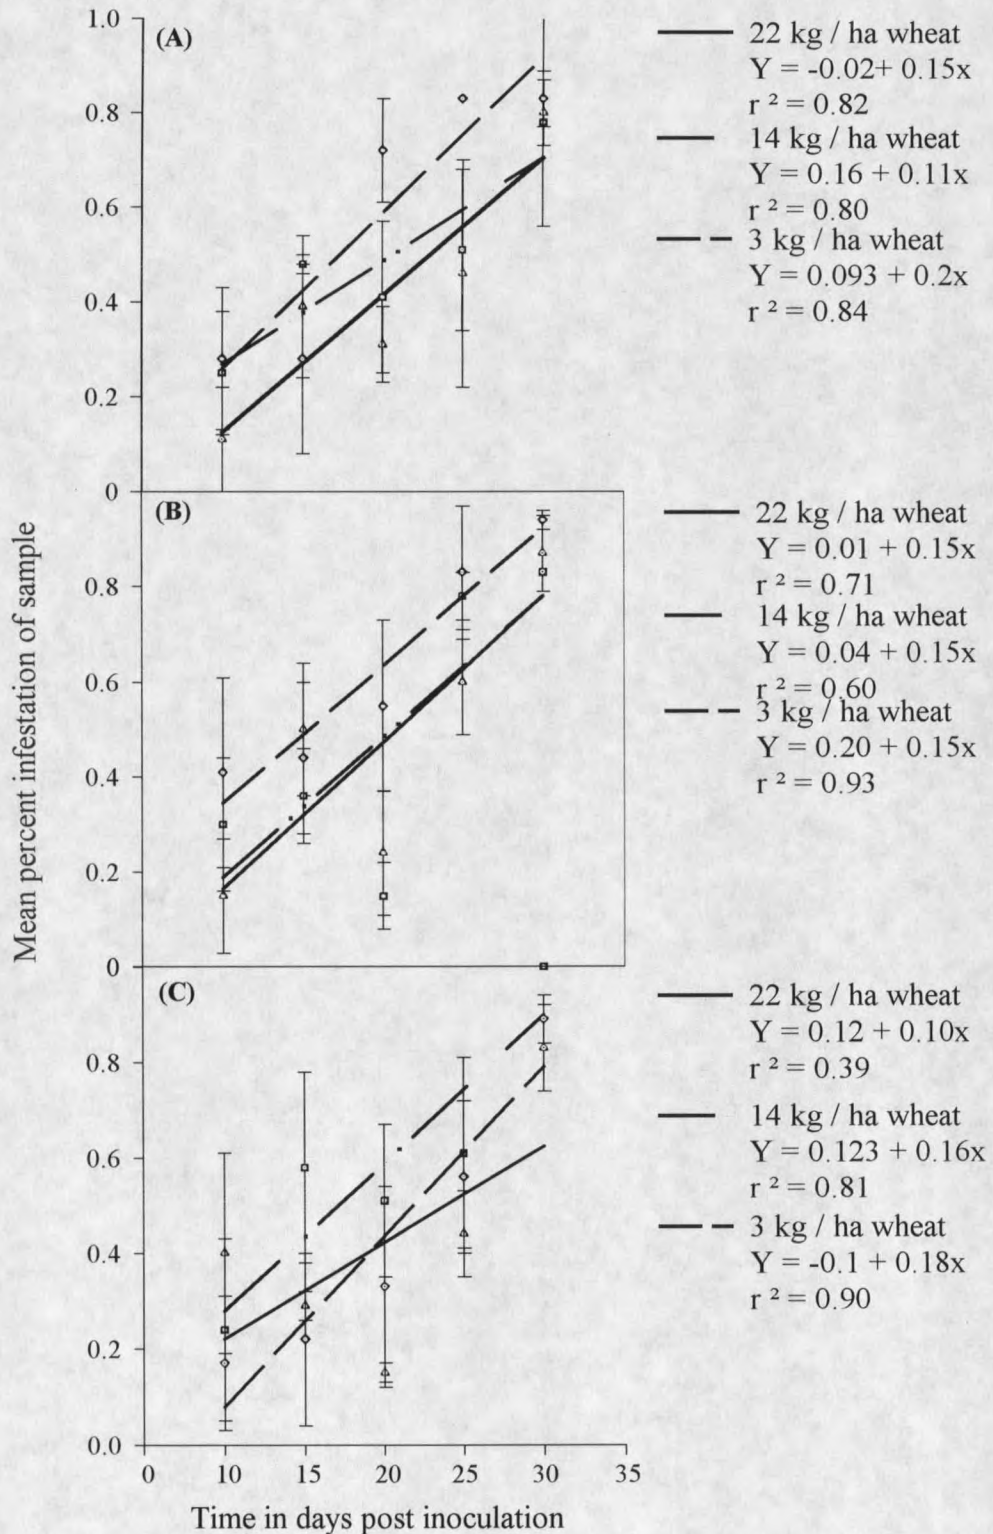 Mean percent infestation of sample
1.0
0.8
0.6
0.4
0.2
0
(A)
22 kg / ha wheat
Y = -0.02+ 0.15x
r ² = 0.82
14 kg / ha wheat
Y = 0.16 + 0.11x
r ² = 0.80
3 kg / ha wheat
Y = 0.093 + 0.2x
r ² = 0.84
(B)
0.8
0.6
0.4
0.2
0
22 kg / ha wheat
Y = 0.01 + 0.15x
r ² = 0.71
14 kg / ha wheat
Y = 0.04 + 0.15x
r ² = 0.60
3 kg / ha wheat
Y = 0.20 + 0.15x
r ² = 0.93
(C)
0.8
0.6
0.4
0.2
0.0
22 kg / ha wheat
Y = 0.12 + 0.10x
r ² = 0.39
14 kg / ha wheat
Y = 0.123 + 0.16x
r ² = 0.81
3 kg / ha wheat
Y = -0.1 + 0.18x
r ² = 0.90
0 10 15 20 25 30 35
Time in days post inoculation